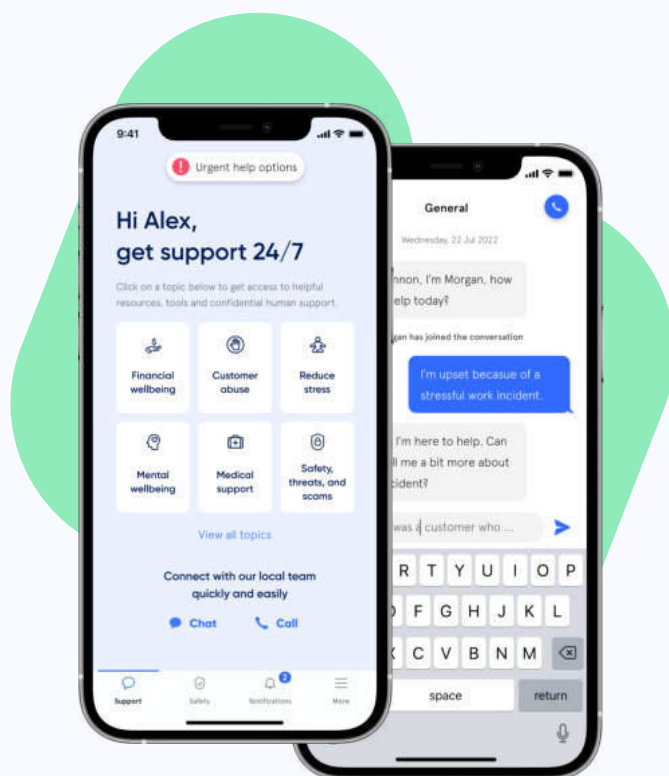 9:41
Urgent help options
Hi Alex,
get support 24/7
Click on a topic below to get access to helpful
resources, tools and confidential human support.
Financial
wellbeing
Customer
abuse
Reduce
stress
Mental
wellbeing
Medical
support
Safety,
threats, and
scams
View all topics
Connect with our local team
quickly and easily
Chat
Call
2
Support
Safety
Notifications
More
General
Wednesday, 22 Jul 2022
I'm Morgan, how
today?
has joined the conversation
I'm upset becasue of a
stressful work incident.
I'm here to help. Can
me a bit more about
was a customer who ...
R T Y U I O P
F G H J K L
C V B N M
space
return